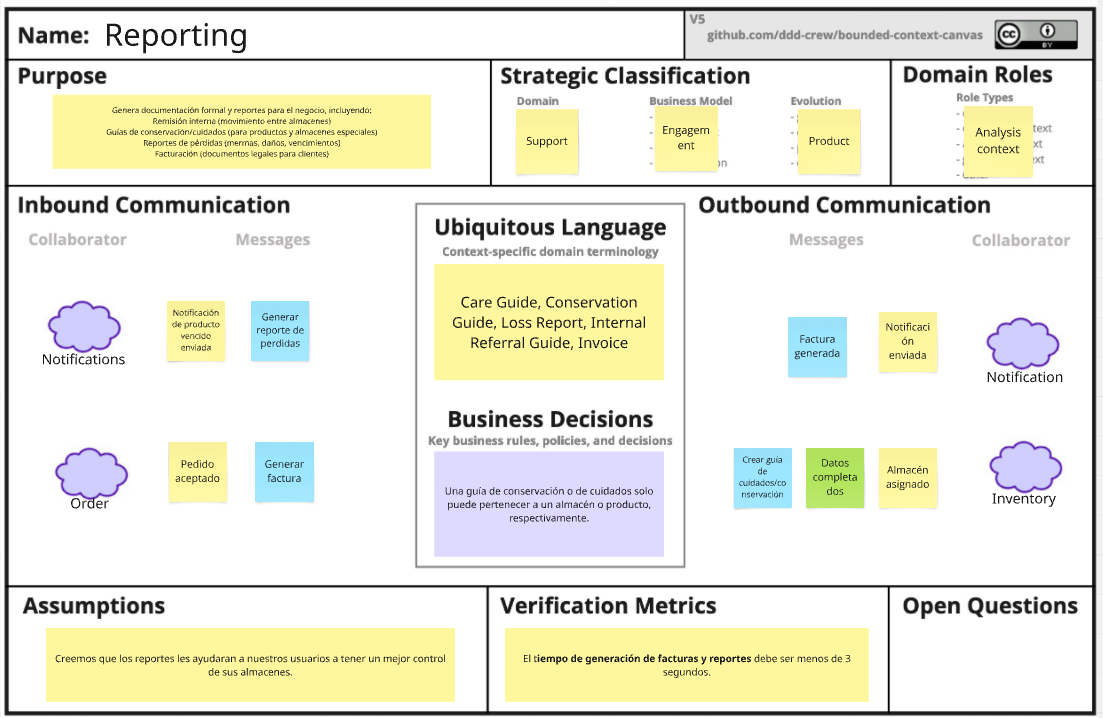 Name: Reporting
V5
github.com/ddd-crew/bounded-context-canvas
cc
BY
Purpose
Genera documentación formal y reportes para el negocio, incluyendo:
Remisión interna (movimiento entre almacenes)
Guías de conservación/cuidados (para productos y almacenes especiales)
Reportes de pérdidas (mermas, daños, vencimientos)
Facturación (documentos legales para clientes)
Strategic Classification
Domain
Support
Business Model
Engagem
ent
Evolution
Product
Domain Roles
Role Types
Analysis
context
Inbound Communication
Collaborator
Messages
Notifications
Notificación
de producto
vencido
enviada
Generar
reporte de
perdidas
Order
Pedido
aceptado
Generar
factura
Ubiquitous Language
Context-specific domain terminology
Care Guide, Conservation
Guide, Loss Report, Internal
Referral Guide, Invoice
Business Decisions
Key business rules, policies, and decisions
Una guía de conservación o de cuidados solo
puede pertenecer a un almacén o producto,
respectivamente.
Outbound Communication
Messages
Collaborator
Factura
generada
Notificaci
ón
enviada
Notification
Crear guía
de
cuidados/co
nservación
Datos
completa
dos
Almacén
asignado
Inventory
Assumptions
Creemos que los reportes les ayudaran a nuestros usuarios a tener un mejor control
de sus almacenes.
Verification Metrics
El tiempo de generación de facturas y reportes debe ser menos de 3
segundos.
Open Questions